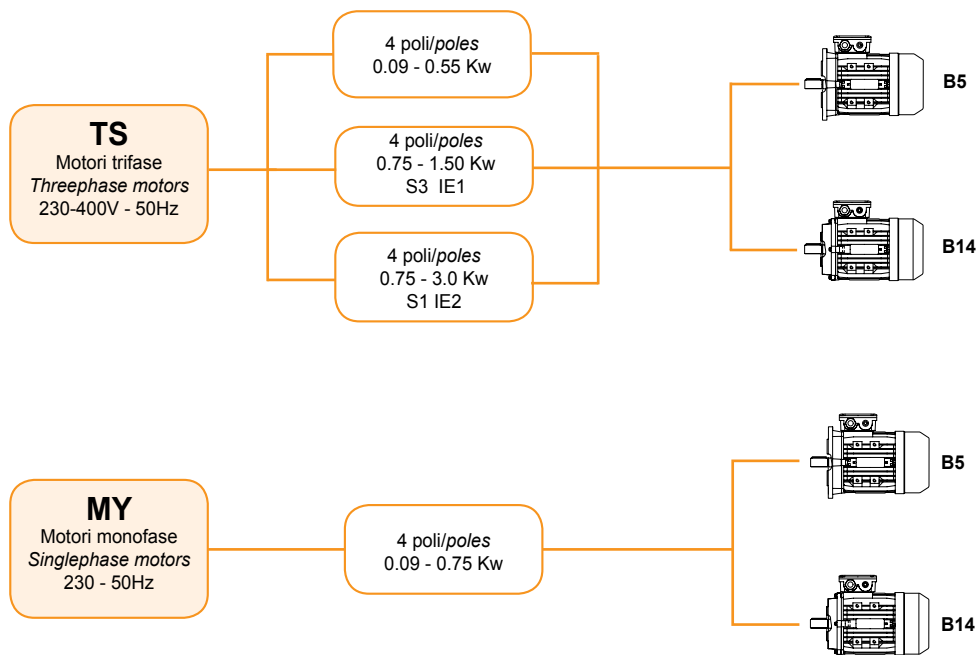 TS
Motori trifase
Threephase motors
230-400V - 50Hz
4 poli/poles
0.09 - 0.55 Kw
4 poli/poles
0.75 - 1.50 Kw
S3 IE1
4 poli/poles
0.75 - 3.0 Kw
S1 IE2
B5
B14
MY
Motori monofase
Singlephase motors
230 - 50Hz
4 poli/poles
0.09 - 0.75 Kw
B5
B14